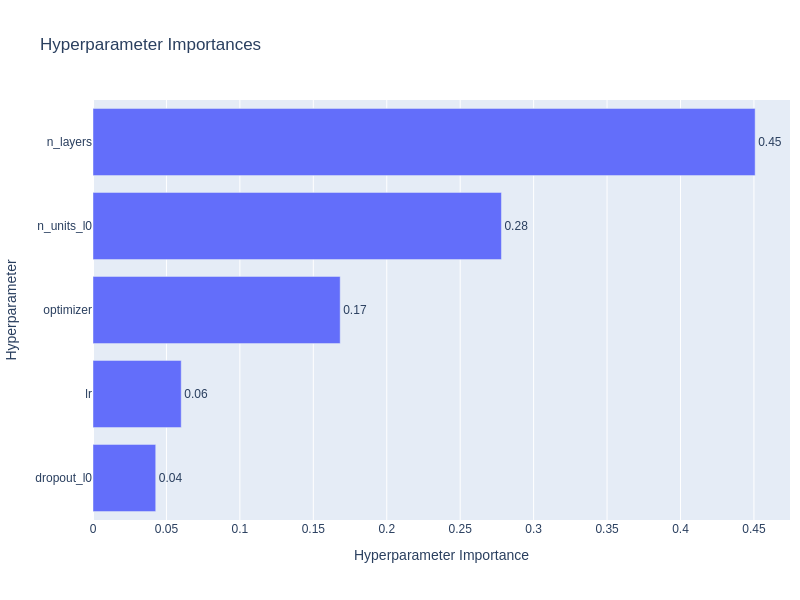 Hyperparameter Importances
n_layers
0.45
n_units_l0
0.28
optimizer
0.17
lr
0.06
dropout_l0
0.04
0 0.05 0.1 0.15 0.2 0.25 0.3 0.35 0.4 0.45
Hyperparameter Importance
Hyperparameter